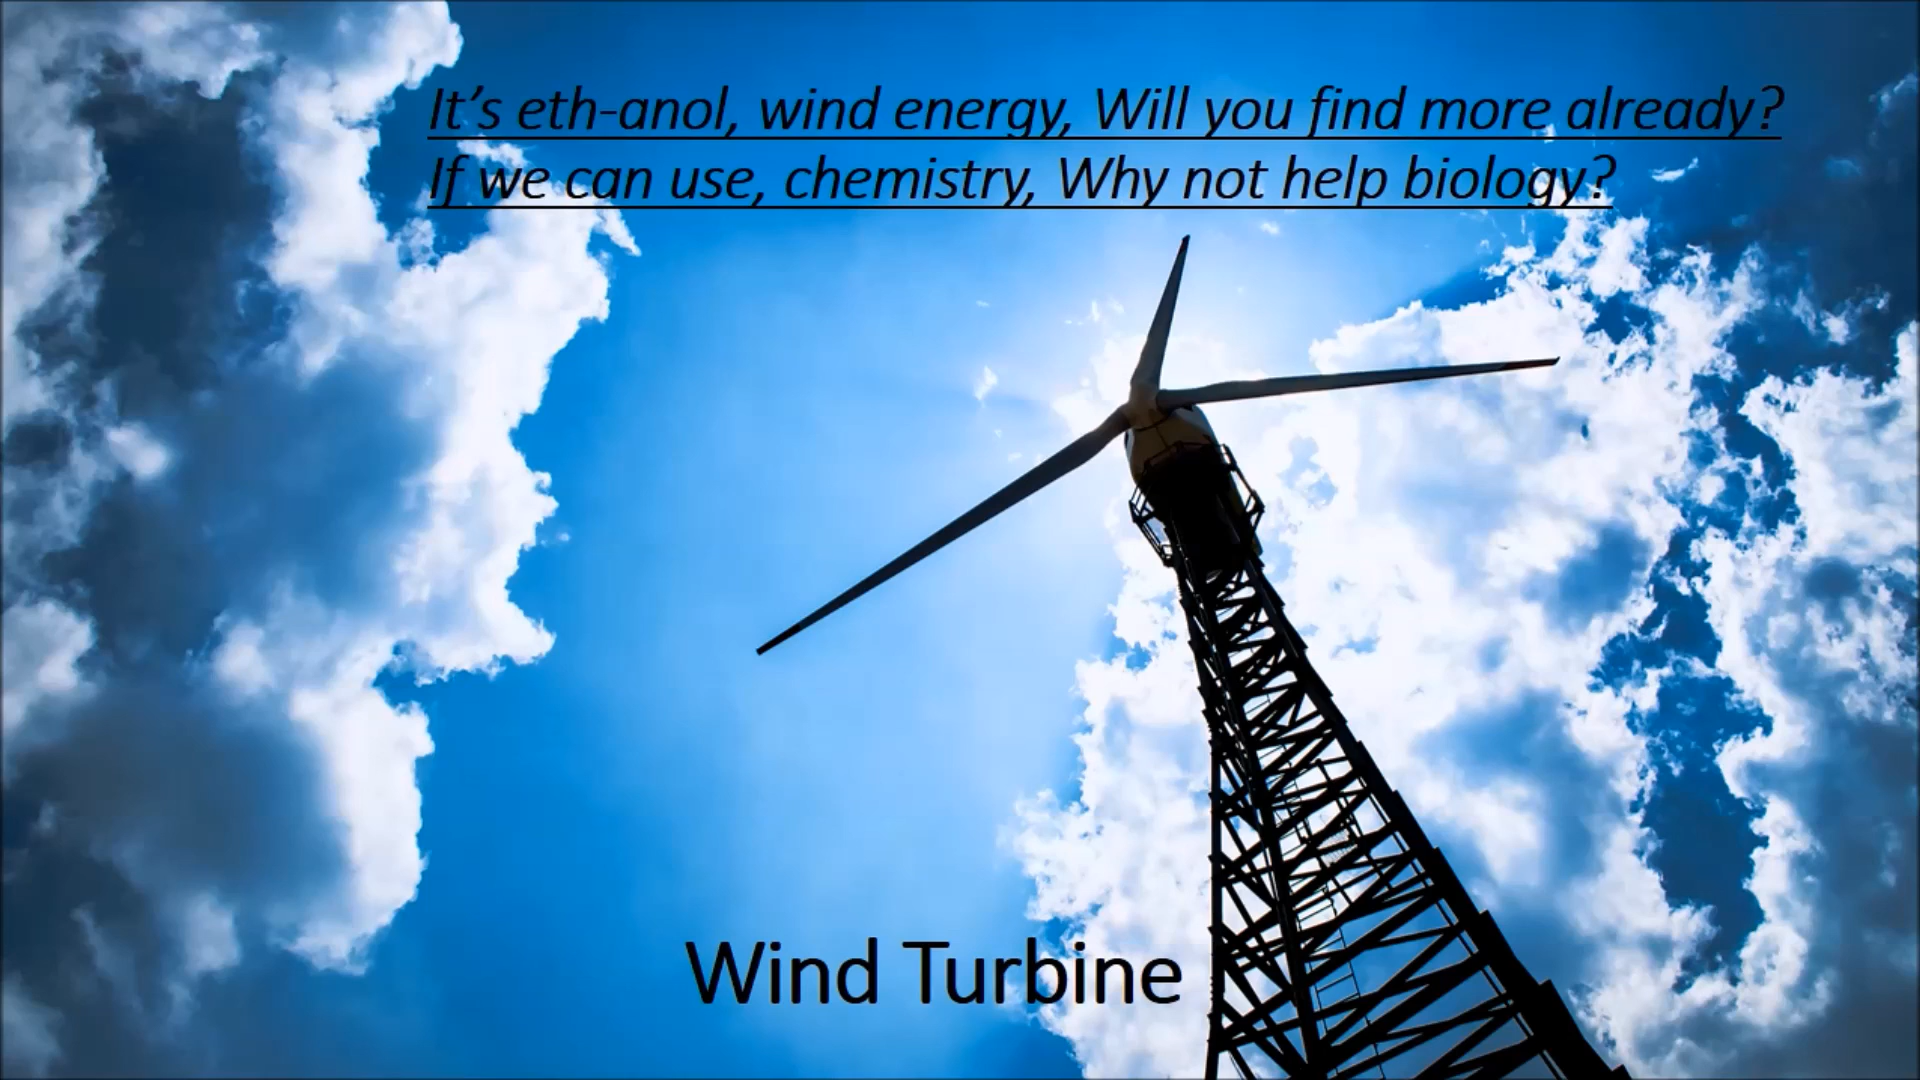 It’s eth-anol, wind energy, Will you find more already?
If we can use, chemistry, Why not help biology?
Wind Turbine